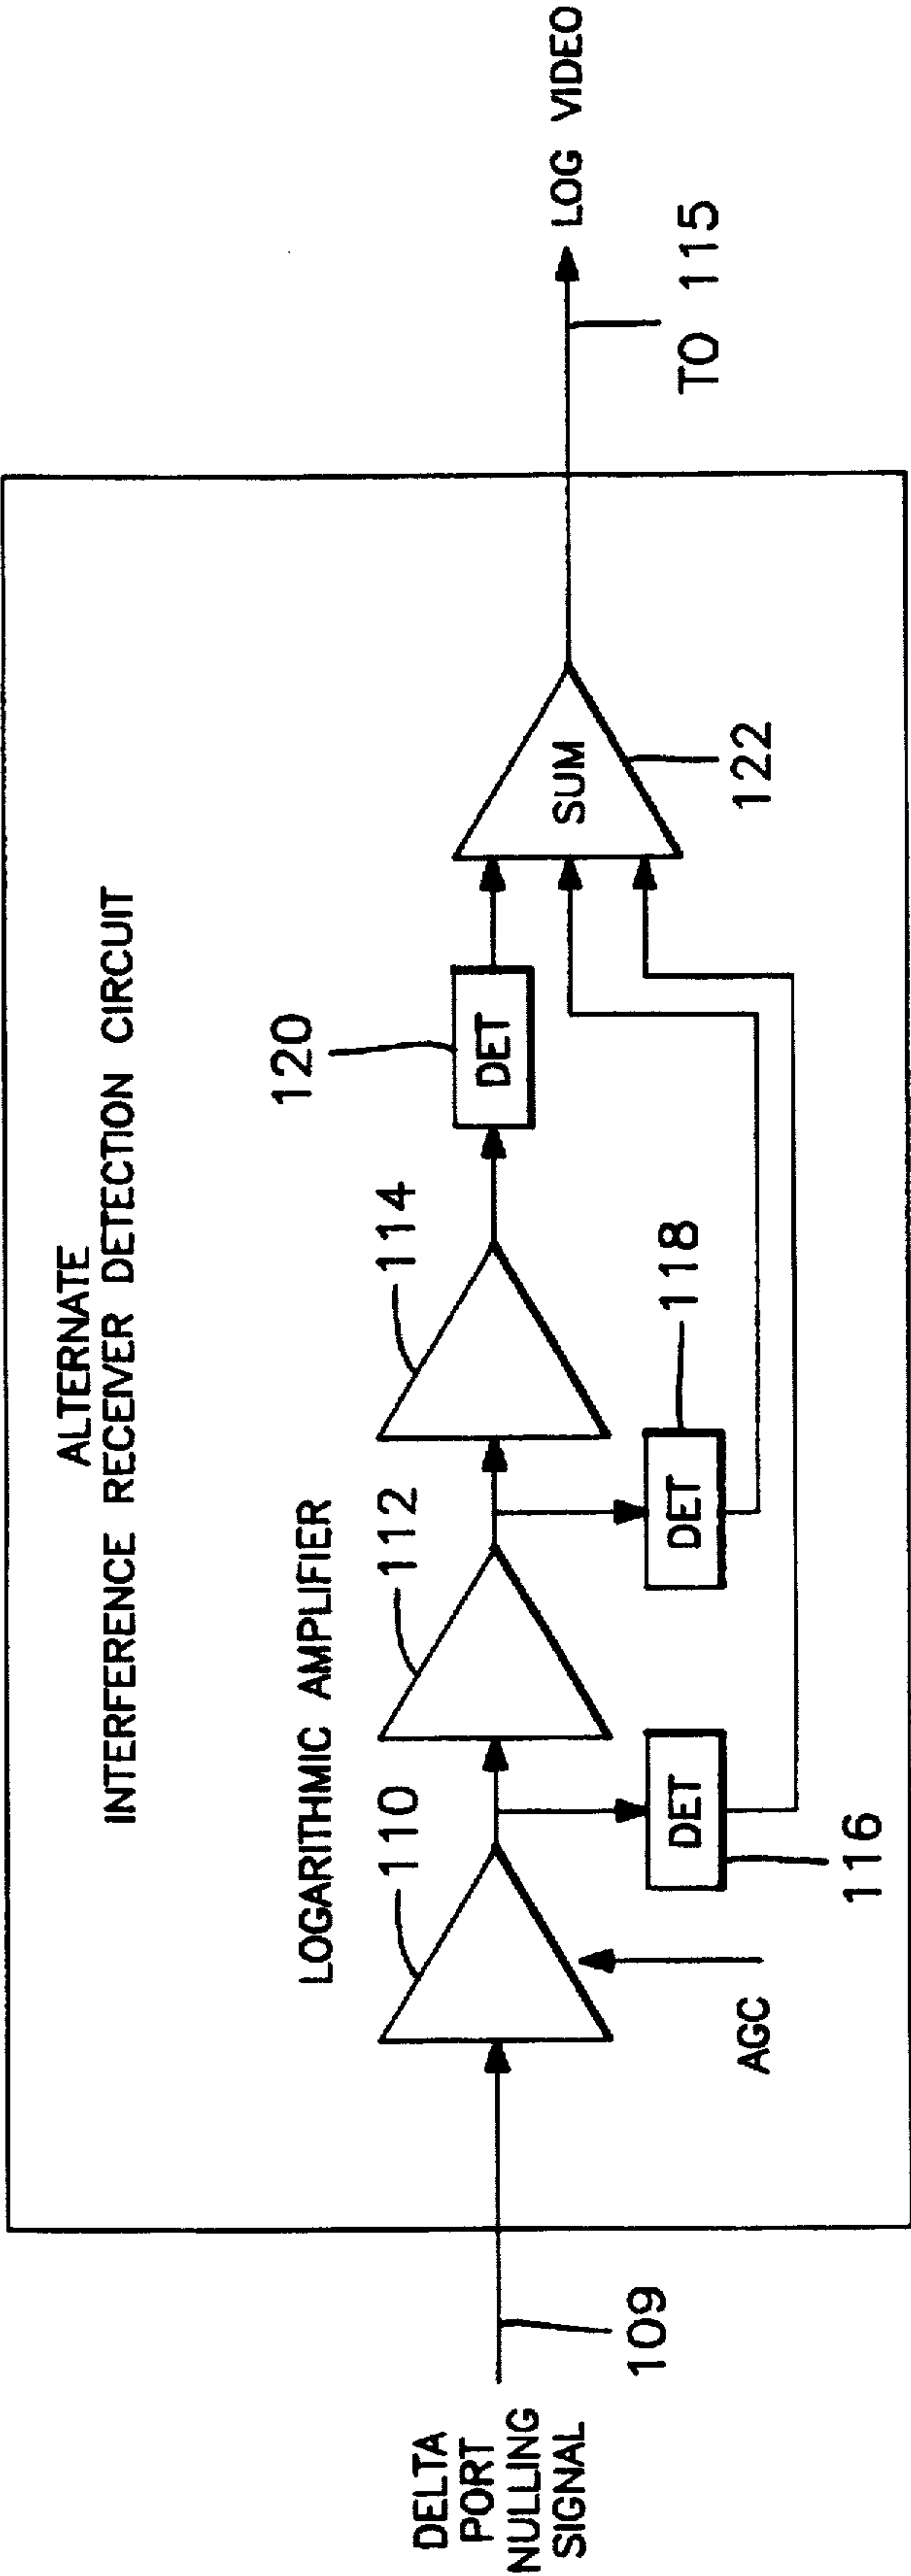 ALTERNATE
INTERFERENCE RECEIVER DETECTION CIRCUIT
LOGARITHMIC AMPLIFIER
110
112
114
120
DELTA
PORT
NULLING
SIGNAL
109
AGC
DET
116
DET
118
DET
SUM
122
LOG VIDEO
TO 115